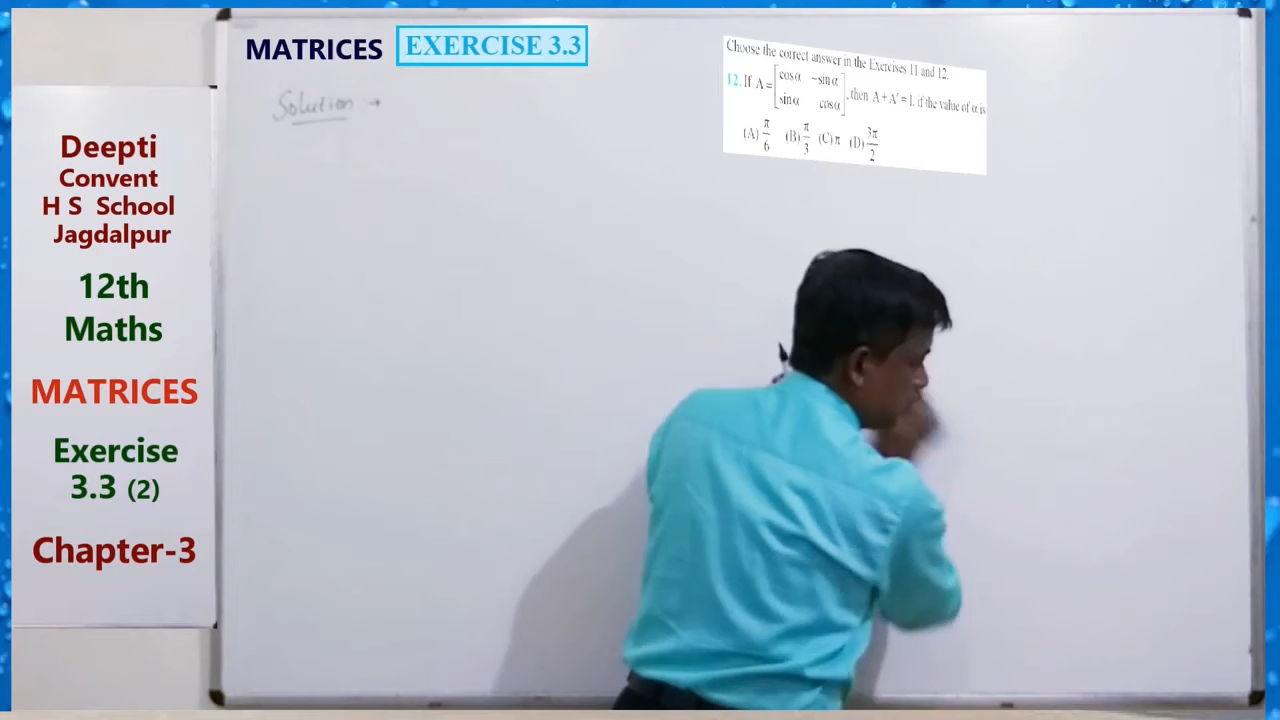 MATRICES EXERCISE 3.3
Solution →
Choose the correct answer in the Exercises 11 and 12.
12. If A = [cos α −sin α
sin α cos α], then A + A′ = I, if the value of α is
(A) π/6 (B) π/3 (C) π (D) 3π/2
Deepti
Convent
H S School
Jagdalpur
12th
Maths
MATRICES
Exercise
3.3 (2)
Chapter-3